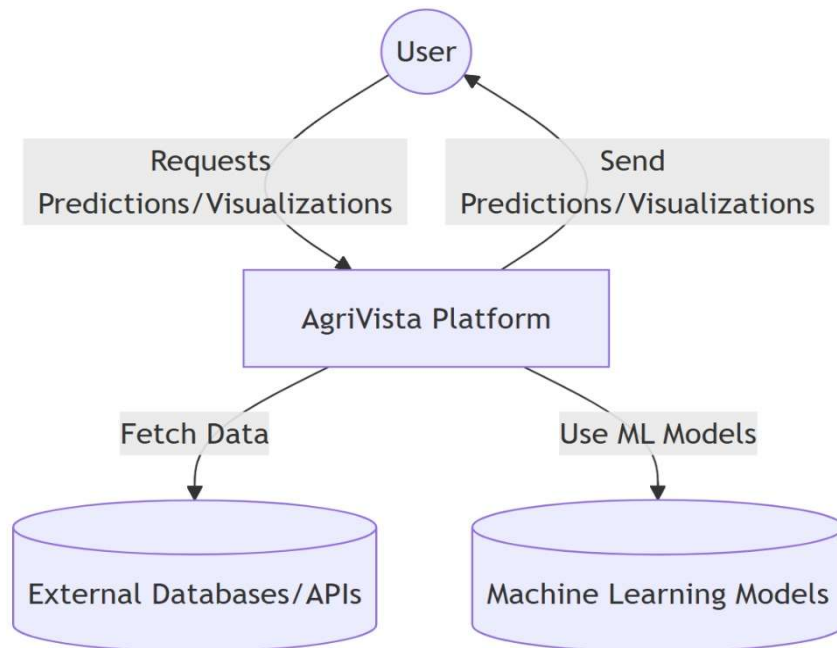 User
Requests
Predictions/Visualizations
Send
Predictions/Visualizations
AgriVista Platform
Fetch Data
Use ML Models
External Databases/APIs
Machine Learning Models